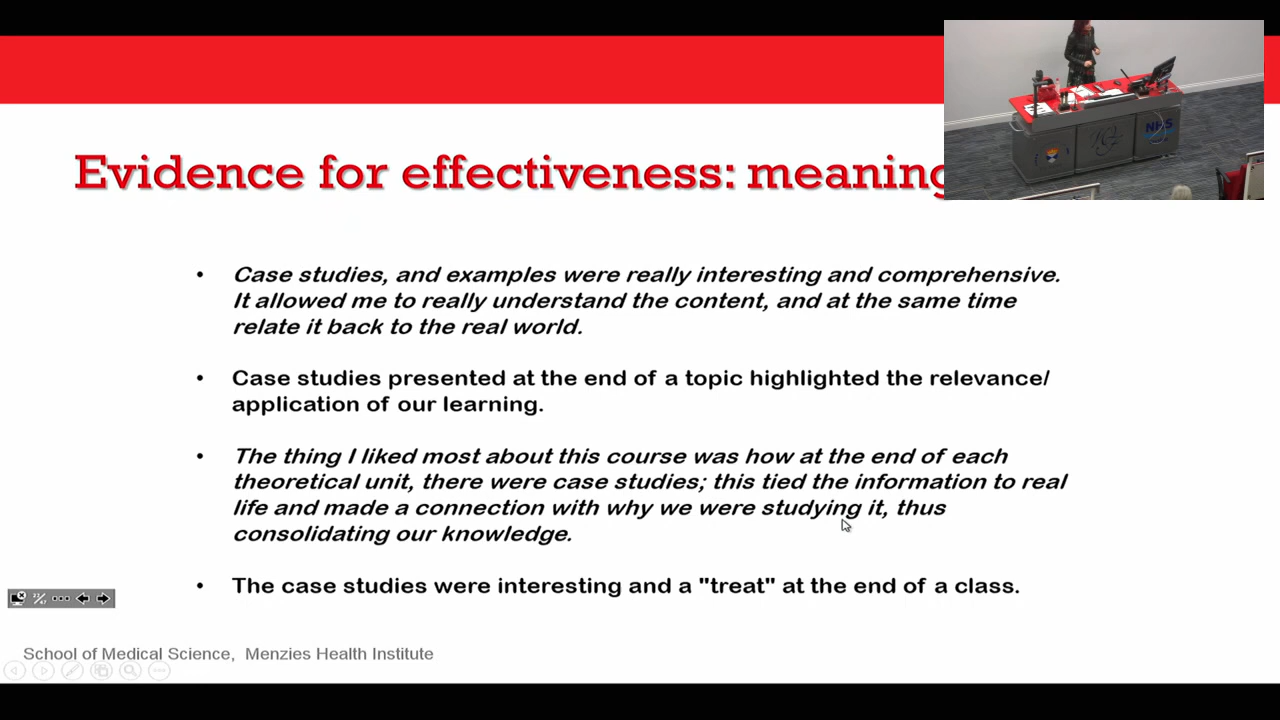 Evidence for effectiveness: meaning
• Case studies, and examples were really interesting and comprehensive.
It allowed me to really understand the content, and at the same time
relate it back to the real world.
• Case studies presented at the end of a topic highlighted the relevance/
application of our learning.
• The thing I liked most about this course was how at the end of each
theoretical unit, there were case studies; this tied the information to real
life and made a connection with why we were studying it, thus
consolidating our knowledge.
• The case studies were interesting and a "treat" at the end of a class.
School of Medical Science, Menzies Health Institute
NHS